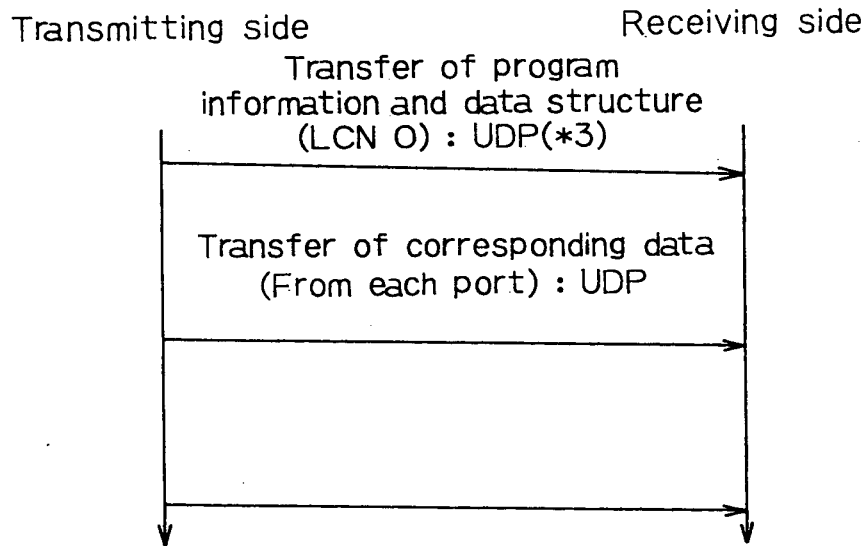 Transmitting side
Receiving side
Transfer of program
information and data structure
(LCN 0) : UDP(*3)
Transfer of corresponding data
(From each port) : UDP